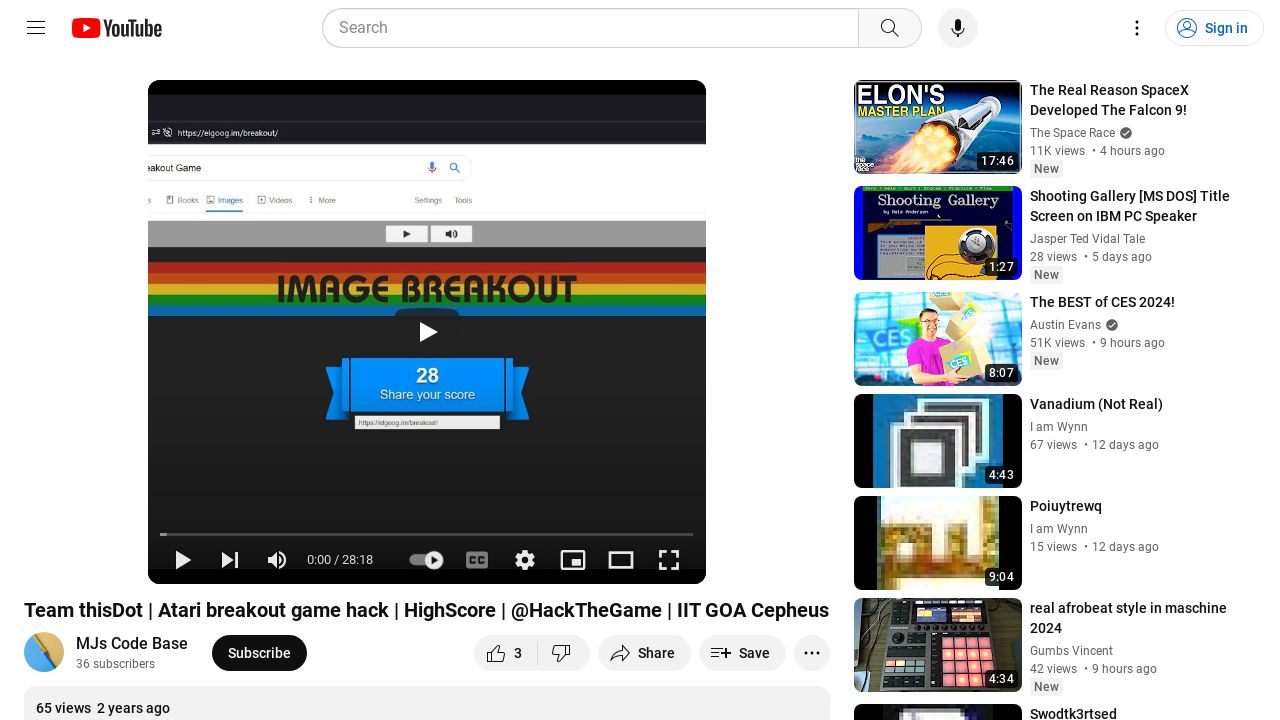 YouTube
Search
Sign in
https://elgoog.im/breakout/
eakout Game
s
Books
Images
Videos
More
Settings
Tools
IMAGE BREAKOUT
28
Share your score
https://elgoog.im/breakout/
0:00 / 28:18
CC
Team thisDot | Atari breakout game hack | HighScore | @HackTheGame | IIT GOA Cepheus
MJs Code Base
36 subscribers
Subscribe
3
Share
Save
65 views 2 years ago
ELON'S
MASTER PLAN
the
space
race
17:46
The Real Reason SpaceX
Developed The Falcon 9!
The Space Race
11K views • 4 hours ago
New
Shooting Gallery
by Nels Anderson
1:27
Shooting Gallery [MS DOS] Title
Screen on IBM PC Speaker
Jasper Ted Vidal Tale
28 views • 5 days ago
New
CES
CES
8:07
The BEST of CES 2024!
Austin Evans
51K views • 9 hours ago
New
4:43
Vanadium (Not Real)
I am Wynn
67 views • 12 days ago
9:04
Poiuytrewq
I am Wynn
15 views • 12 days ago
4:34
real afrobeat style in maschine
2024
Gumbs Vincent
42 views • 9 hours ago
New
Swodtk3rtsed